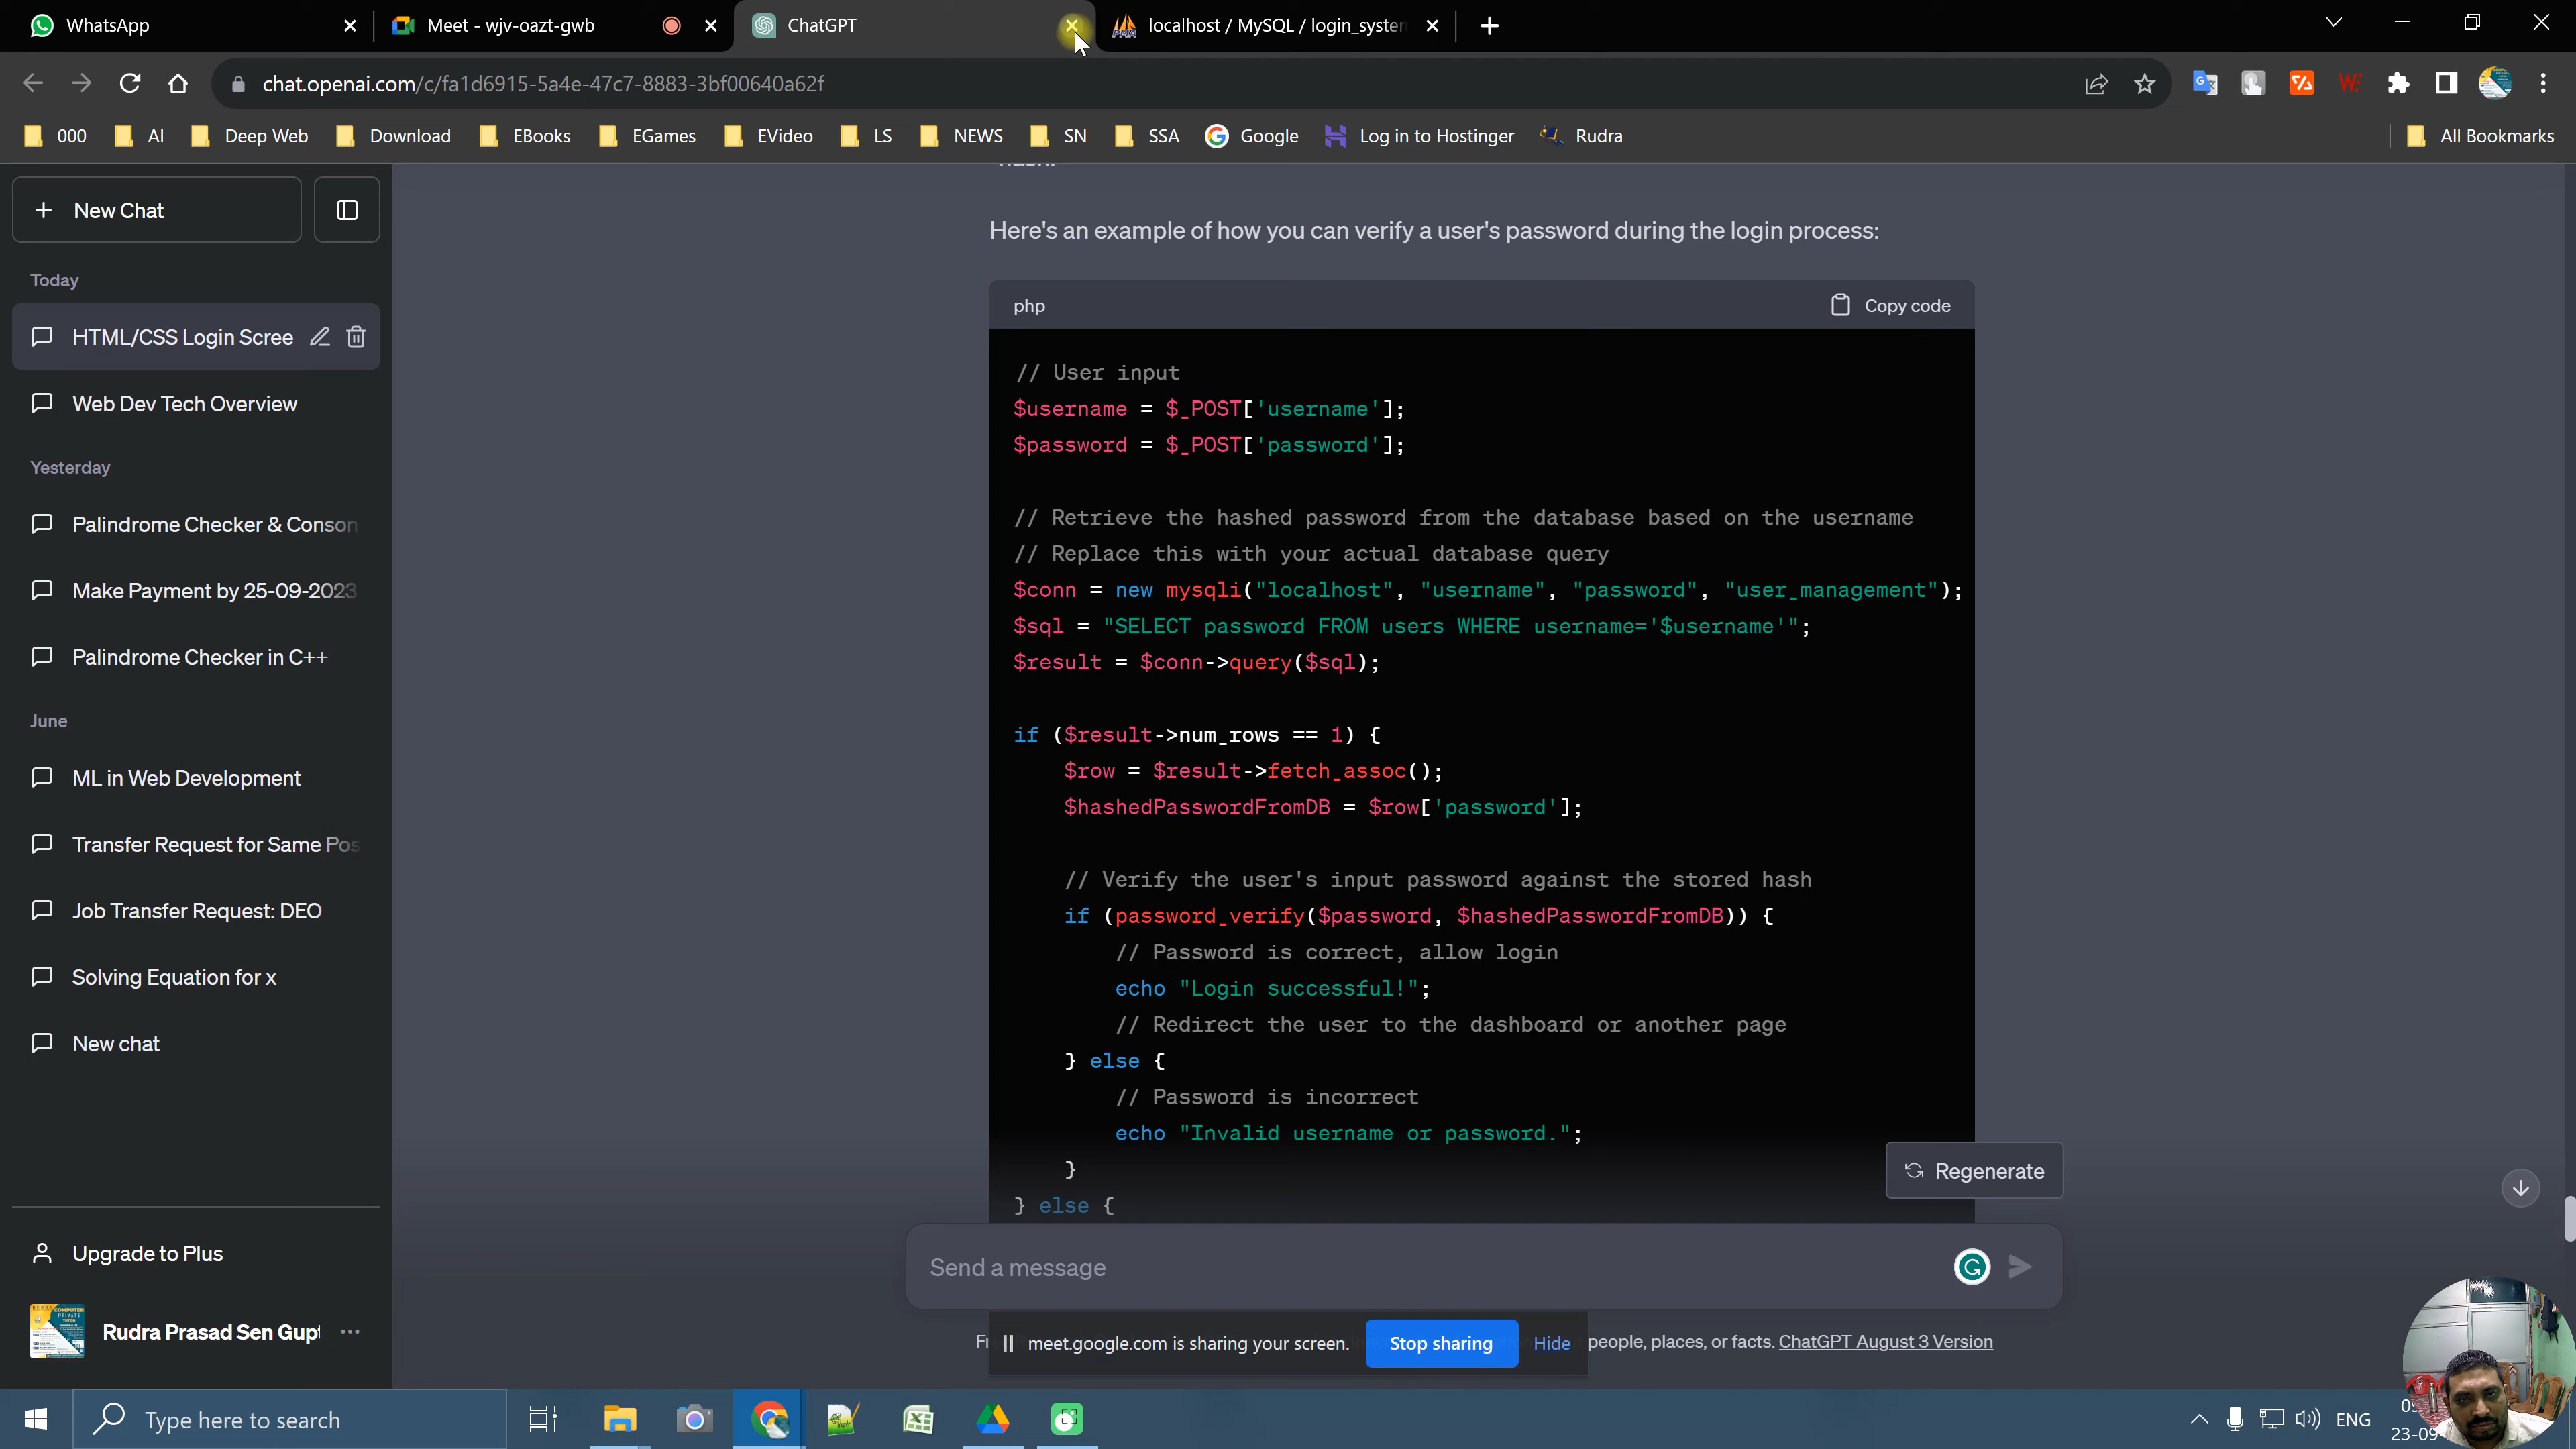 WhatsApp
Meet - wjv-oazt-gwb
ChatGPT
localhost / MySQL / login_system
chat.openai.com/c/fa1d6915-5a4e-47c7-8883-3bf00640a62f
000 AI Deep Web Download EBooks EGames EVideo LS NEWS SN SSA Google Log in to Hostinger Rudra All Bookmarks
New Chat
Today
HTML/CSS Login Scree
Web Dev Tech Overview
Yesterday
Palindrome Checker & Conson
Make Payment by 25-09-2023
Palindrome Checker in C++
June
ML in Web Development
Transfer Request for Same Pos
Job Transfer Request: DEO
Solving Equation for x
New chat
Upgrade to Plus
Rudra Prasad Sen Gupt
hash.
Here's an example of how you can verify a user's password during the login process:
php
Copy code
// User input
$username = $_POST['username'];
$password = $_POST['password'];
// Retrieve the hashed password from the database based on the username
// Replace this with your actual database query
$conn = new mysqli("localhost", "username", "password", "user_management");
$sql = "SELECT password FROM users WHERE username='$username'";
$result = $conn->query($sql);
if ($result->num_rows == 1) {
$row = $result->fetch_assoc();
$hashedPasswordFromDB = $row['password'];
// Verify the user's input password against the stored hash
if (password_verify($password, $hashedPasswordFromDB)) {
// Password is correct, allow login
echo "Login successful!";
// Redirect the user to the dashboard or another page
} else {
// Password is incorrect
echo "Invalid username or password.";
}
} else {
Regenerate
Send a message
meet.google.com is sharing your screen. Stop sharing Hide people, places, or facts. ChatGPT August 3 Version
Type here to search
ENG
23-09